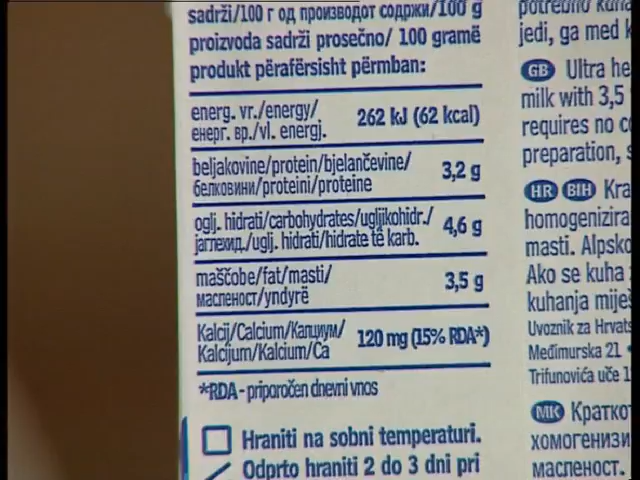 sadrži/100 г од производот содржи/100 g
proizvoda sadrži prosečno/ 100 gramë
produkt përafërsisht përmban:
energ. vr./energy/
енерг. вр./vl. energj.
262 kJ (62 kcal)
beljakovine/protein/bjelančevine/
белковини/proteini/proteine
3,2 g
oglj. hidrati/carbohydrates/ugljikohidr./
јаглехид./uglj. hidrati/hidrate të karb.
4,6 g
maščobe/fat/masti/
масленост/yndyrë
3,5 g
Kalcij/Calcium/Калциум/
Kalcijum/Kalcium/Ca
120 mg (15% RDA*)
*RDA - priporočen dnevni vnos
Hraniti na sobni temperaturi.
Odprto hraniti 2 do 3 dni pri
jedi, ga med
GB Ultra he
milk with 3,5
requires no
preparation,
HR BIH Kra
homogenizira
masti. Alpsko
Ako se kuha
kuhanja mije
Uvoznik za Hrvats
Međimurska 21
Trifunovića uče 1
MK Кратко
хомогенизи
масленост.